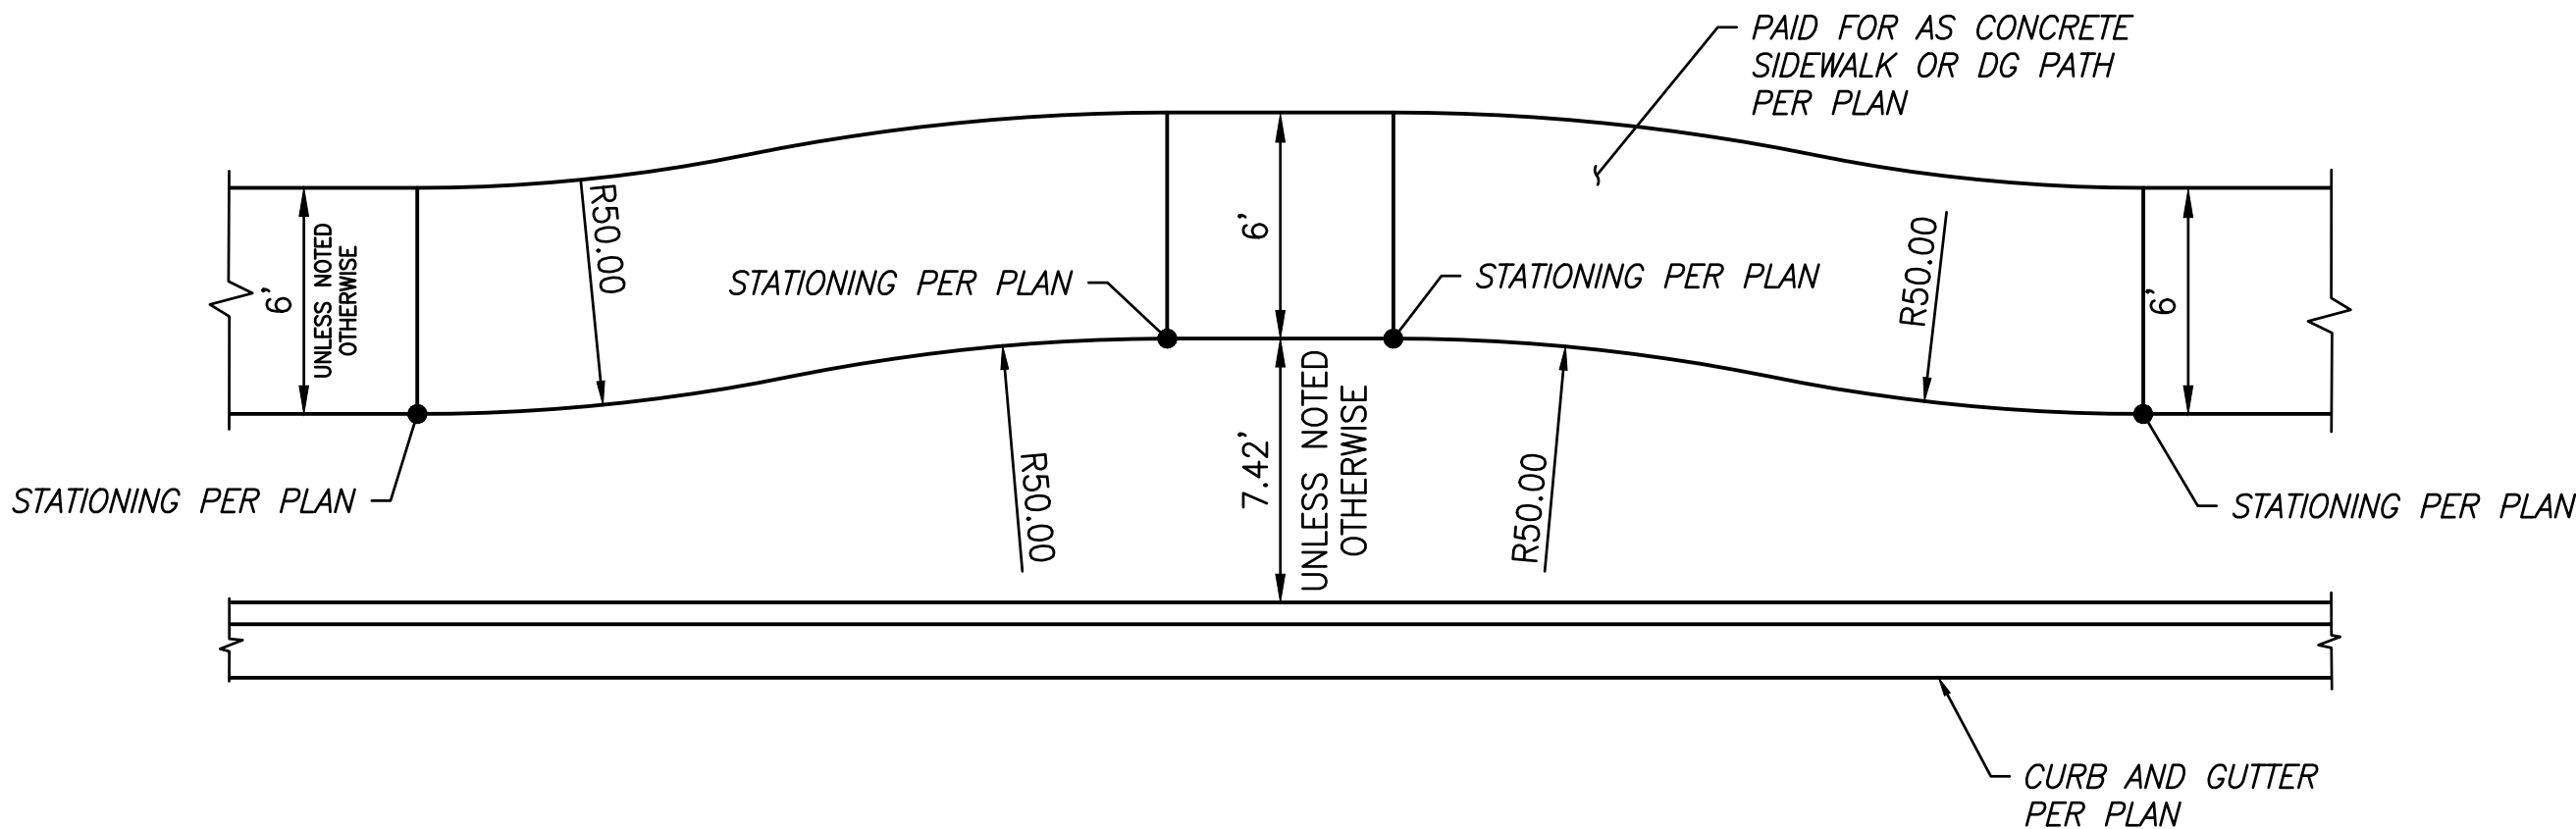 PAID FOR AS CONCRETE
SIDEWALK OR DG PATH
PER PLAN
6'
UNLESS NOTED
OTHERWISE
R50.00
STATIONING PER PLAN
6'
STATIONING PER PLAN
R50.00
6'
STATIONING PER PLAN
R50.00
7.42'
UNLESS NOTED
OTHERWISE
R50.00
STATIONING PER PLAN
CURB AND GUTTER
PER PLAN